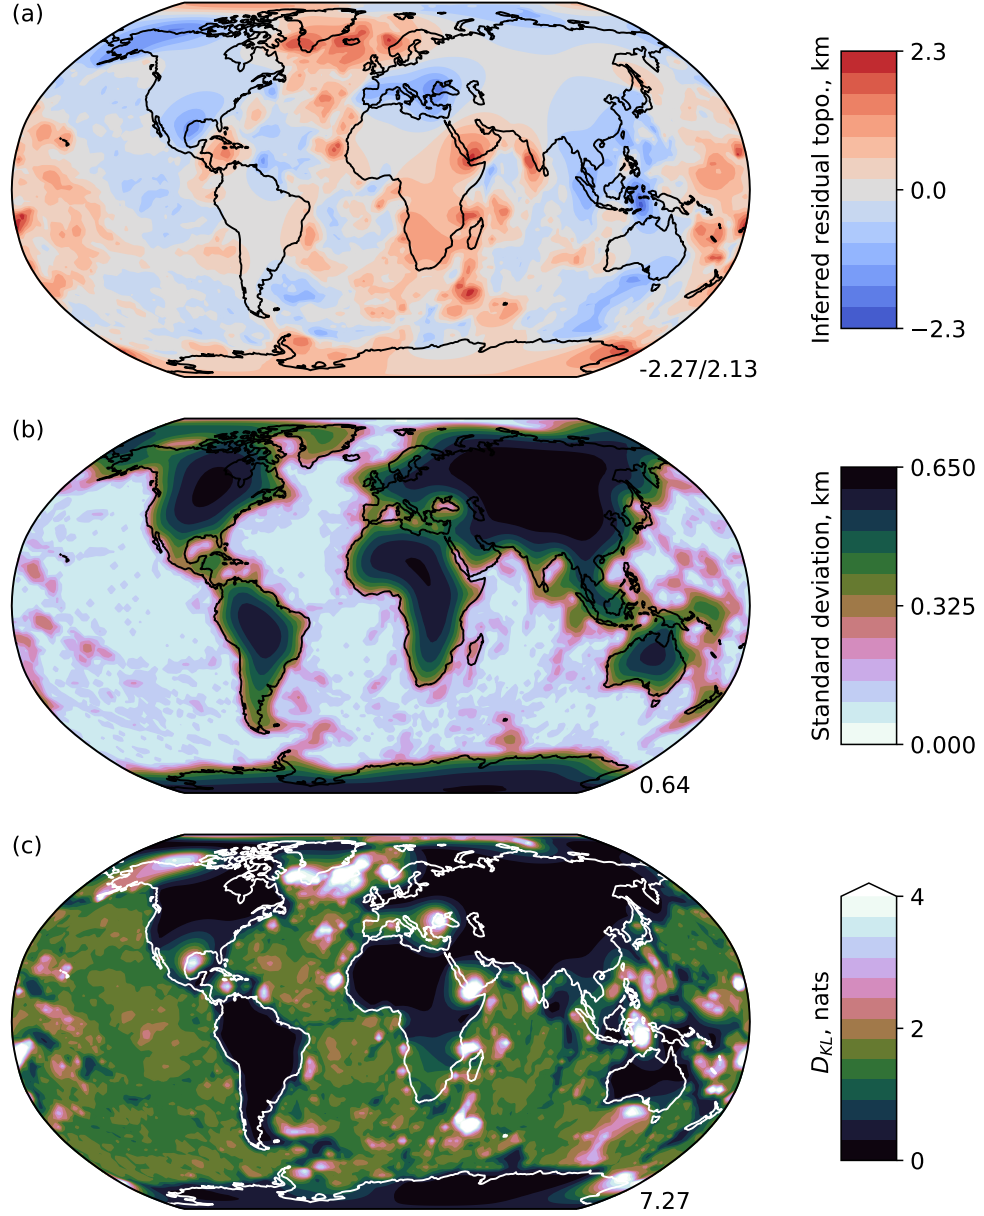 (a)
2.3
0.0
−2.3
Inferred residual topo., km
-2.27/2.13
(b)
0.650
0.325
0.000
Standard deviation, km
0.64
(c)
4
2
0
D_KL, nats
7.27